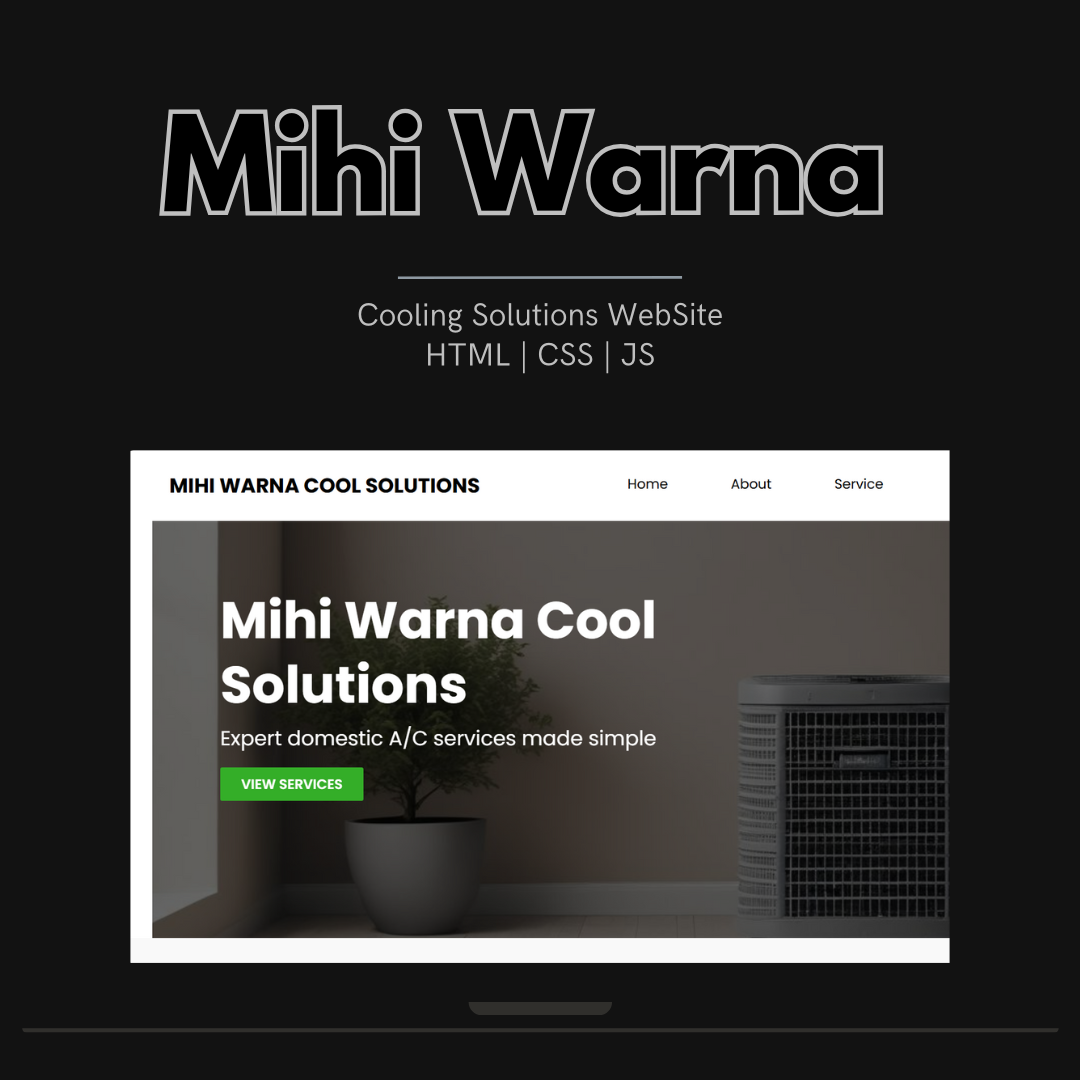 Mihi Warna
Cooling Solutions WebSite
HTML | CSS | JS
MIHI WARNA COOL SOLUTIONS Home About Service
Mihi Warna Cool
Solutions
Expert domestic A/C services made simple
VIEW SERVICES